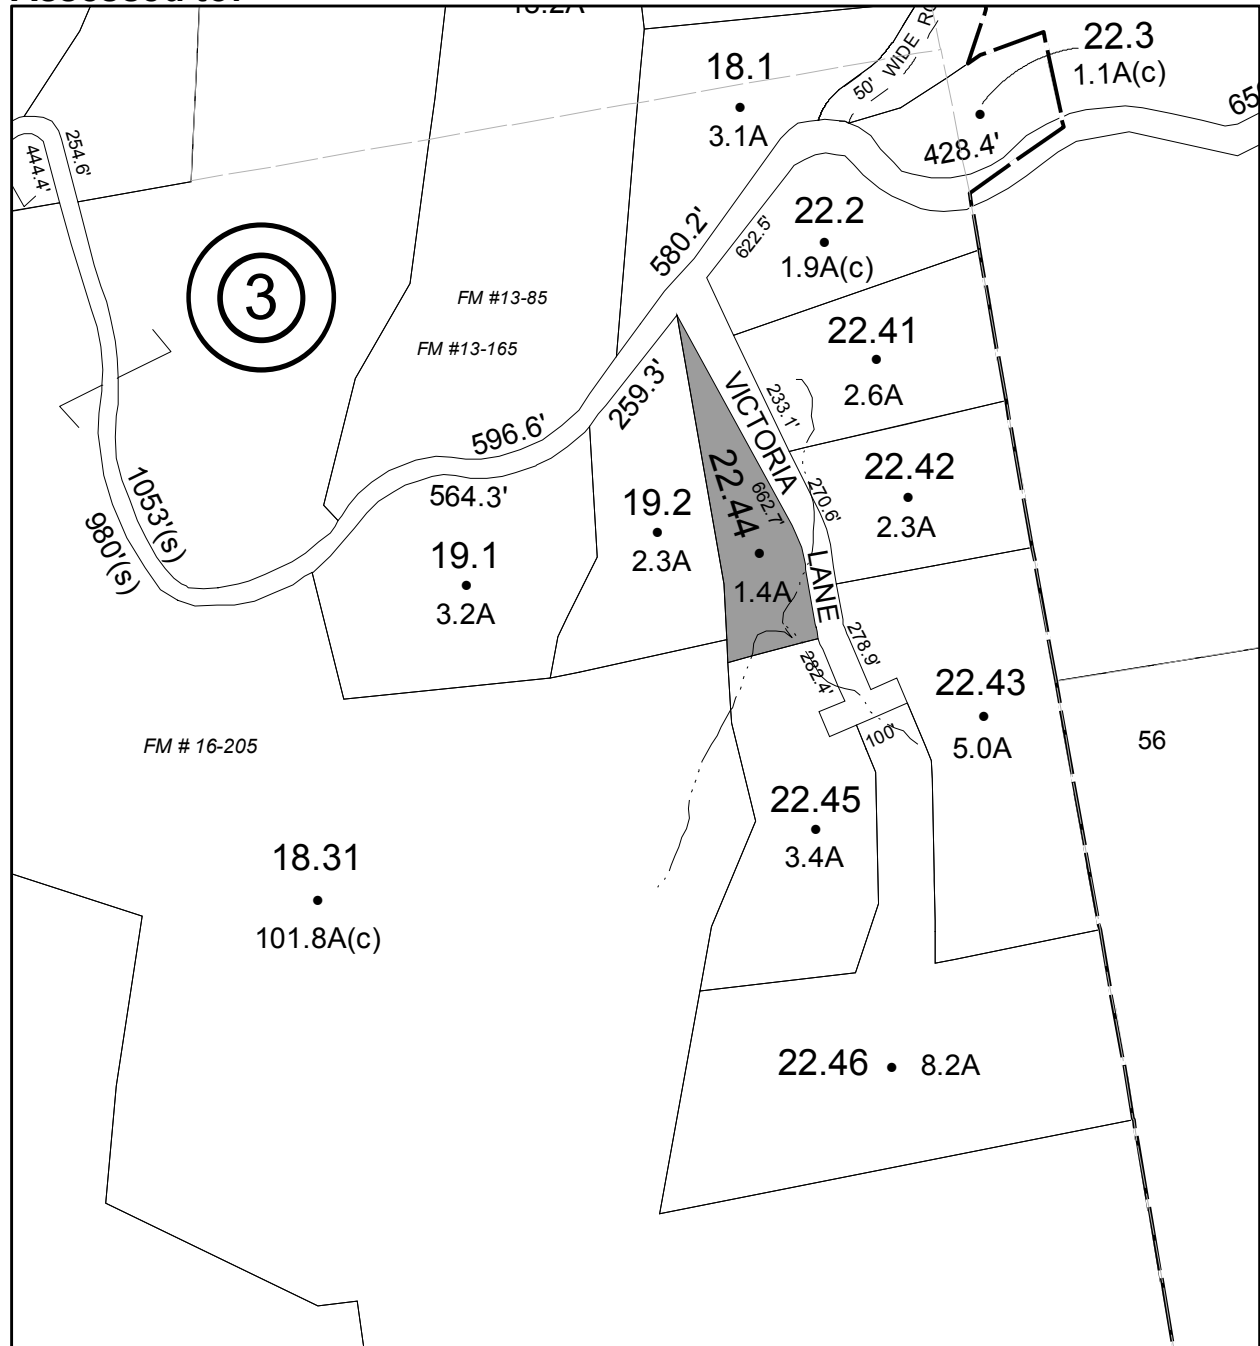 18.1
3.1A
50' WIDE
22.3
1.1A(c)
428.4'
254.6'
444.4'
3
FM #13-85
FM #13-165
580.2'
622.5'
22.2
1.9A(c)
22.41
2.6A
233.1'
VICTORIA LANE
259.3'
596.6'
564.3'
1053'(s)
980'(s)
19.1
3.2A
19.2
2.3A
22.44
662.7'
1.4A
270.6'
22.42
2.3A
278.9'
282.4'
100'
22.43
5.0A
56
FM # 16-205
22.45
3.4A
18.31
101.8A(c)
22.46
8.2A